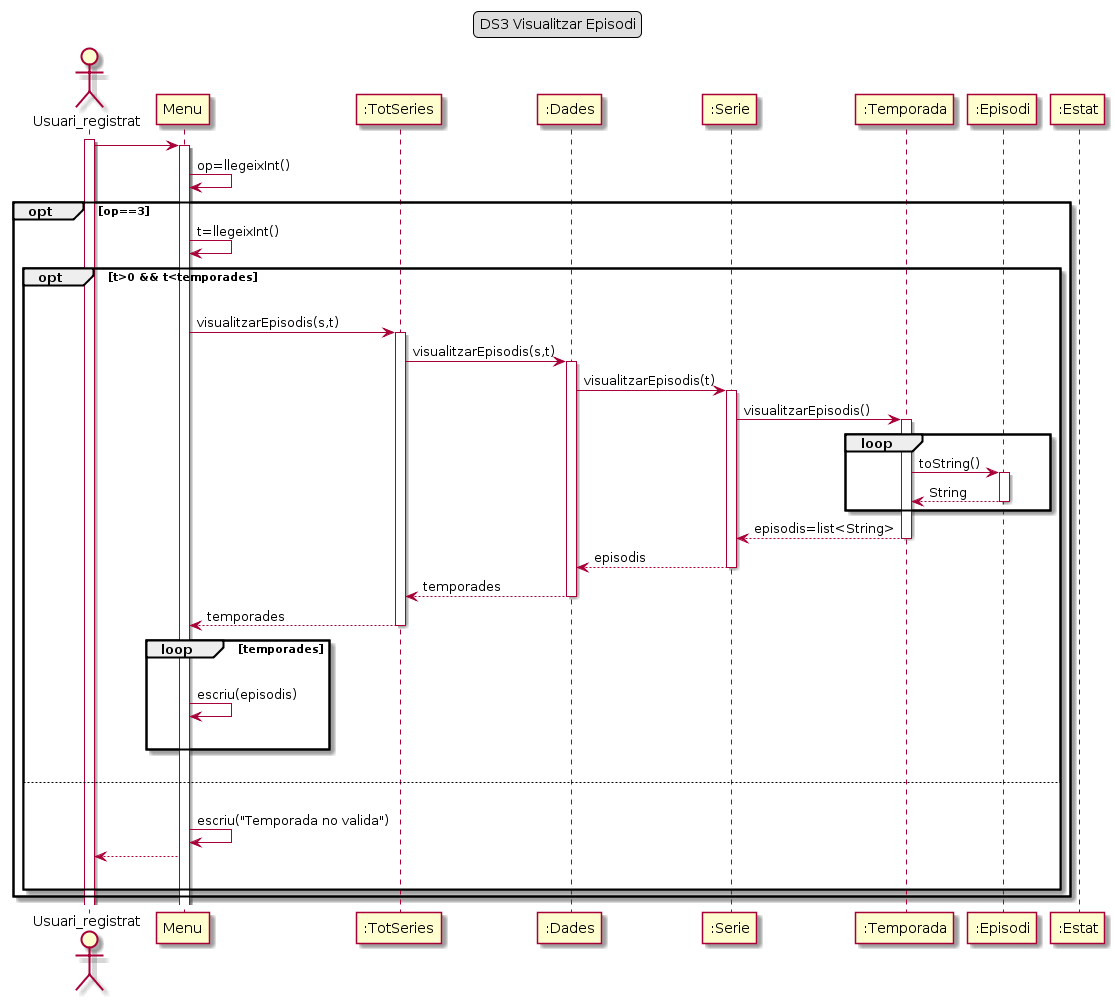 DS3 Visualitzar Episodi
Usuari_registrat
Menu
:TotSeries
:Dades
:Serie
:Temporada
:Episodi
:Estat
op=llegeixInt()
opt
[op==3]
t=llegeixInt()
opt
[t>0 && t<temporades]
visualitzarEpisodis(s,t)
visualitzarEpisodis(s,t)
visualitzarEpisodis(t)
visualitzarEpisodis()
loop
toString()
String
episodis=list<String>
episodis
temporades
temporades
loop
[temporades]
escriu(episodis)
escriu("Temporada no valida")
Usuari_registrat
Menu
:TotSeries
:Dades
:Serie
:Temporada
:Episodi
:Estat